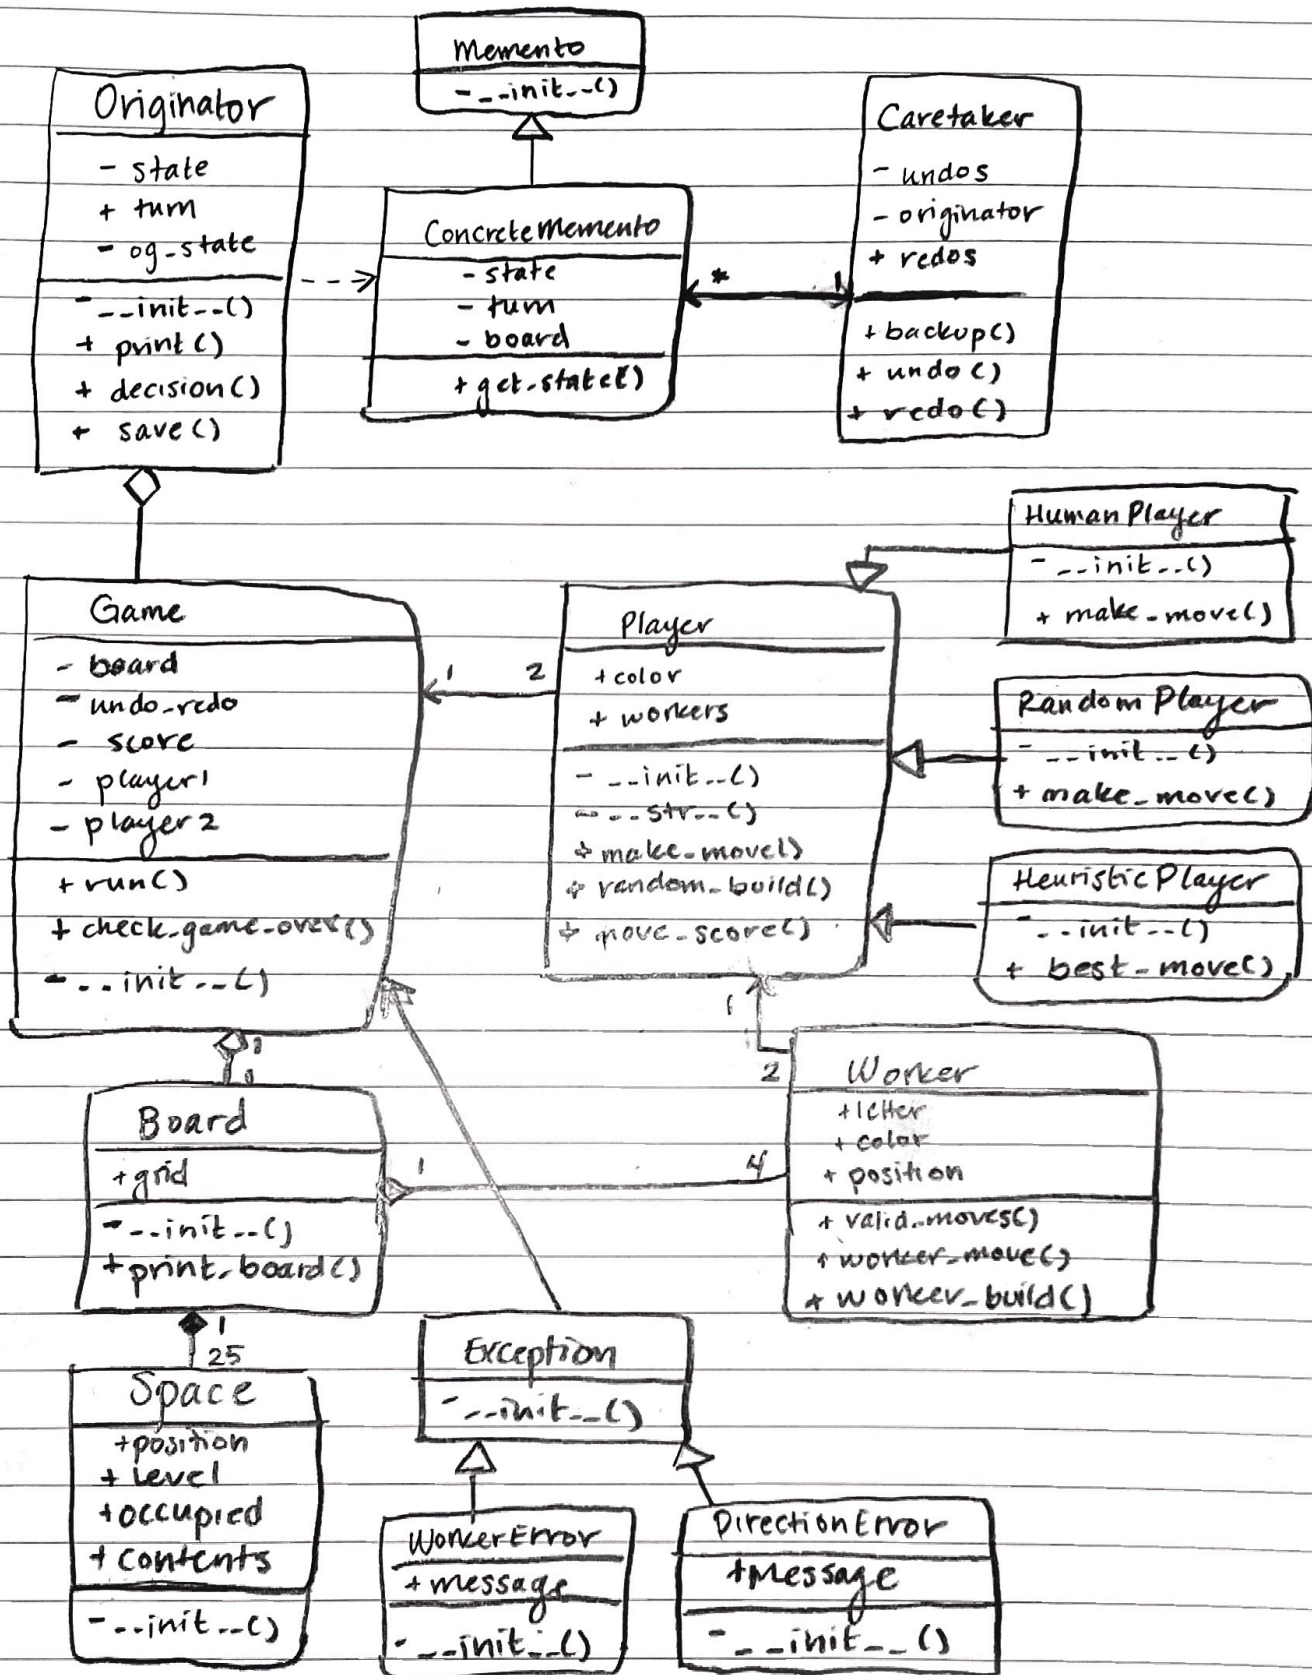 Memento
- __init__()
Originator
- state
+ turn
- og_state
- __init__()
+ print()
+ decision()
+ save()
ConcreteMemento
- state
- turn
- board
+ get_state()
* 1
Caretaker
- undos
- originator
+ redos
+ backup()
+ undo()
+ redo()
Game
- board
- undo_redo
- score
- player1
- player2
+ run()
+ check_game_over()
- __init__()
1 2
Player
+ color
+ workers
- __init__()
- __str__()
+ make_move()
+ random_build()
+ move_score()
HumanPlayer
- __init__()
+ make_move()
RandomPlayer
- __init__()
+ make_move()
HeuristicPlayer
- __init__()
+ best_move()
1
2
Worker
+ letter
+ color
+ position
+ valid_moves()
+ worker_move()
+ worker_build()
1
1
Board
+ grid
- __init__()
+ print_board()
1 4
1
25
Space
+ position
+ level
+ occupied
+ contents
- __init__()
Exception
- __init__()
WorkerError
+ message
- __init__()
DirectionError
+ Message
- __init__()